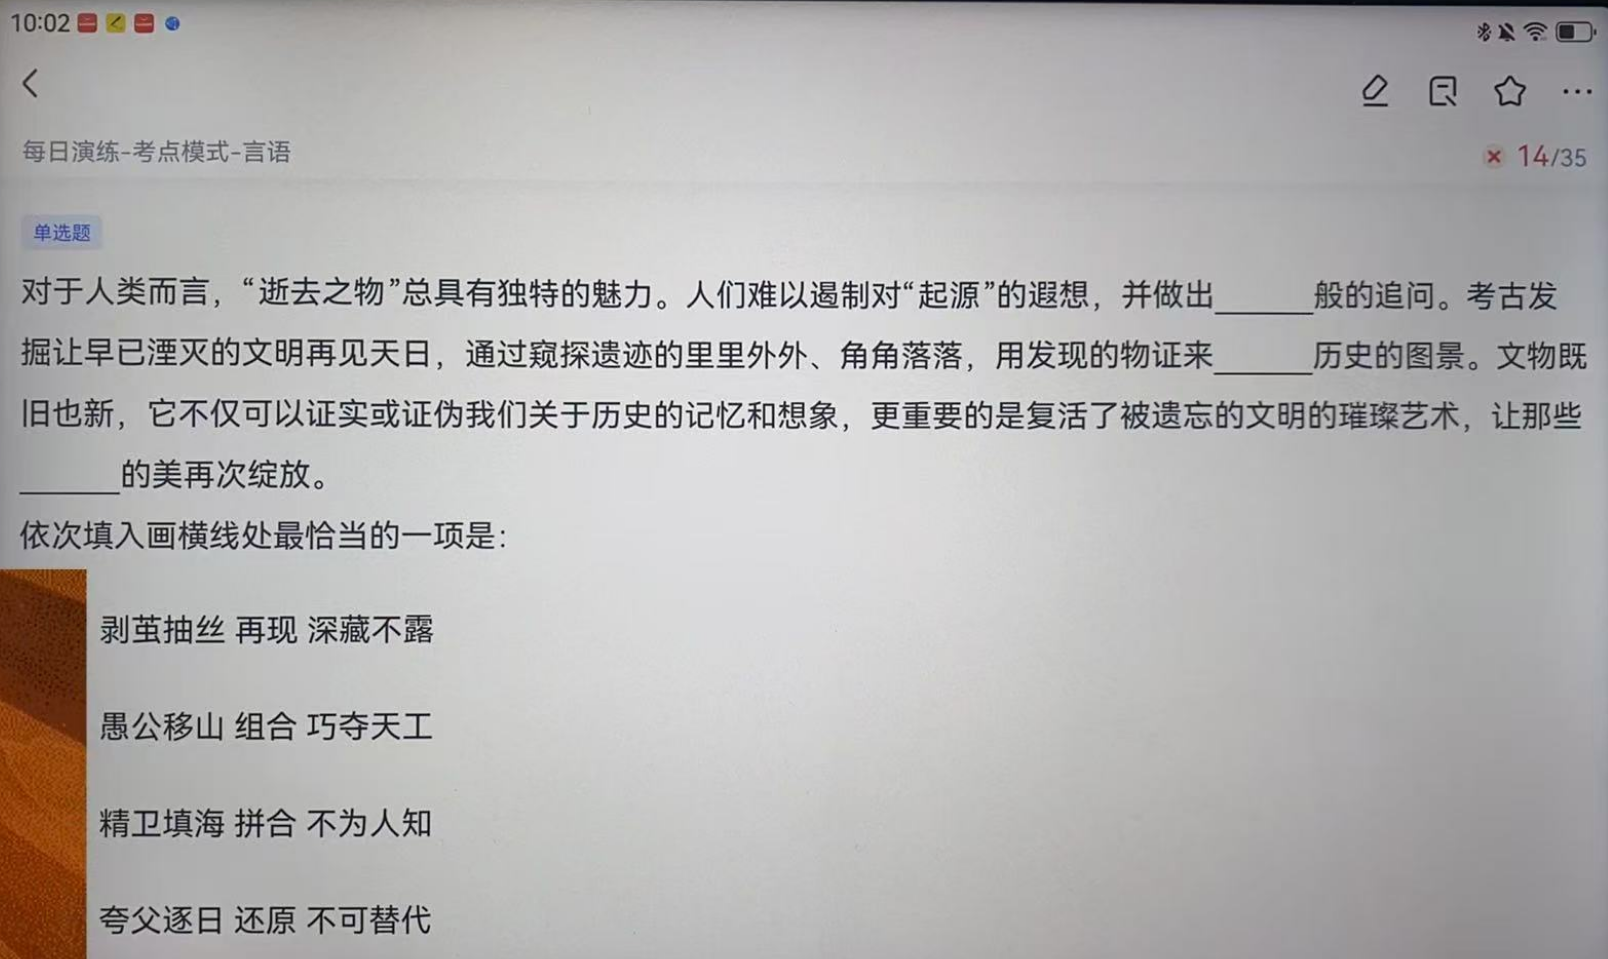 10:02
每日演练-考点模式-言语
14/35
单选题
对于人类而言，“逝去之物”总具有独特的魅力。人们难以遏制对“起源”的遐想，并做出______般的追问。考古发
掘让早已湮灭的文明再见天日，通过窥探遗迹的里里外外、角角落落，用发现的物证来______历史的图景。文物既
旧也新，它不仅可以证实或证伪我们关于历史的记忆和想象，更重要的是复活了被遗忘的文明的璀璨艺术，让那些
______的美再次绽放。
依次填入画横线处最恰当的一项是：
剥茧抽丝 再现 深藏不露
愚公移山 组合 巧夺天工
精卫填海 拼合 不为人知
夸父逐日 还原 不可替代